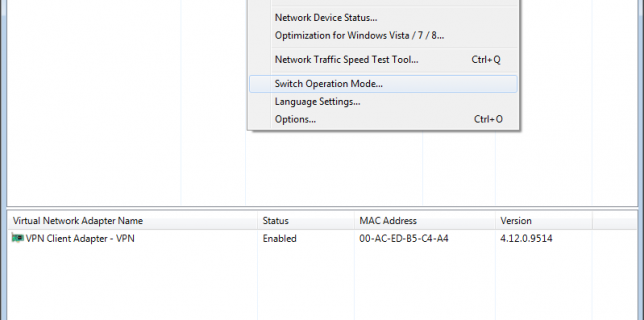 Network Device Status...
Optimization for Windows Vista / 7 / 8...
Network Traffic Speed Test Tool... Ctrl+Q
Switch Operation Mode...
Language Settings...
Options... Ctrl+O
Virtual Network Adapter Name Status MAC Address Version
VPN Client Adapter - VPN Enabled 00-AC-ED-B5-C4-A4 4.12.0.9514